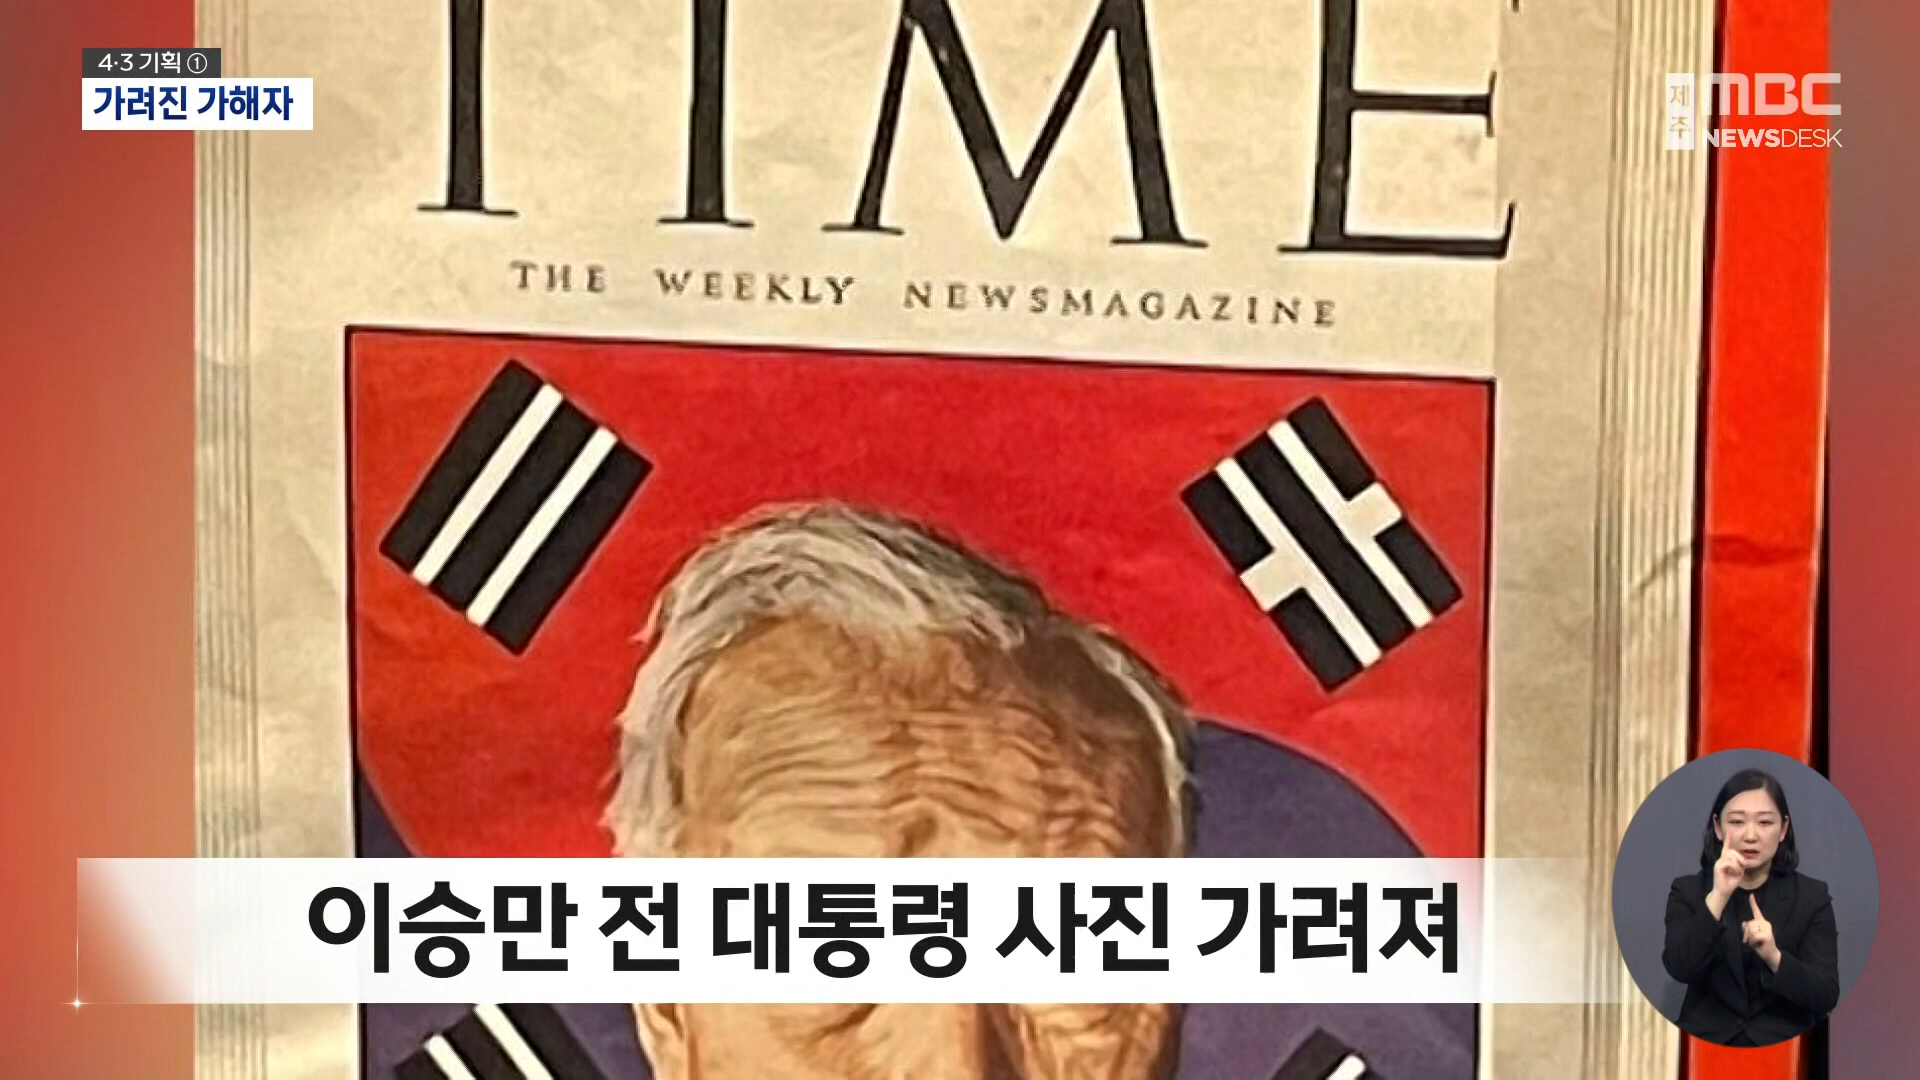 4·3 기획 ①
가려진 가해자
제주 MBC
NEWSDESK
TIME
THE WEEKLY NEWSMAGAZINE
이승만 전 대통령 사진 가려져